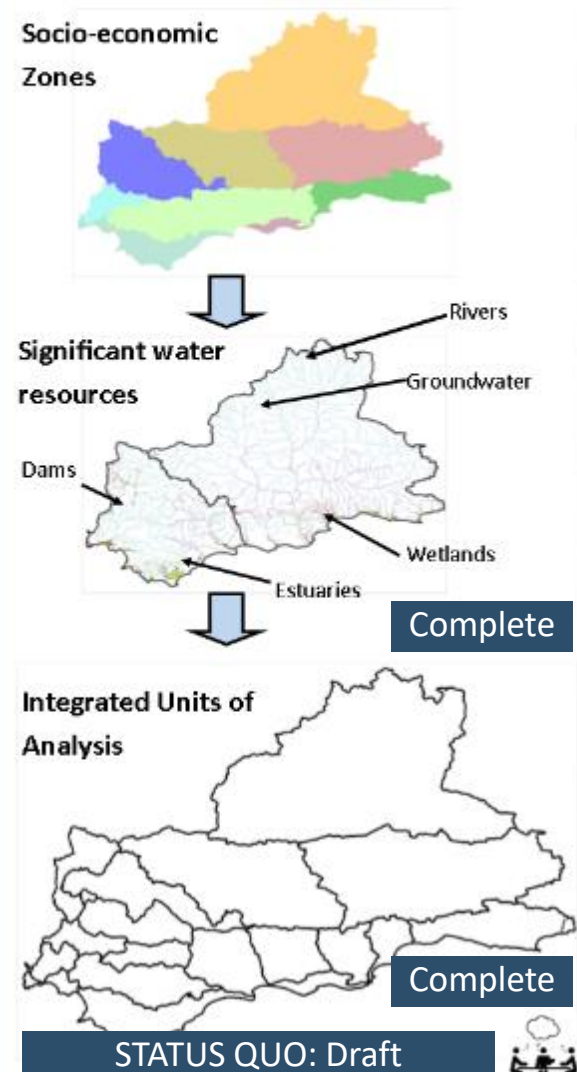 Socio-economic
Zones
Significant water
resources
Rivers
Groundwater
Dams
Wetlands
Estuaries
Complete
Integrated Units of
Analysis
Complete
STATUS QUO: Draft